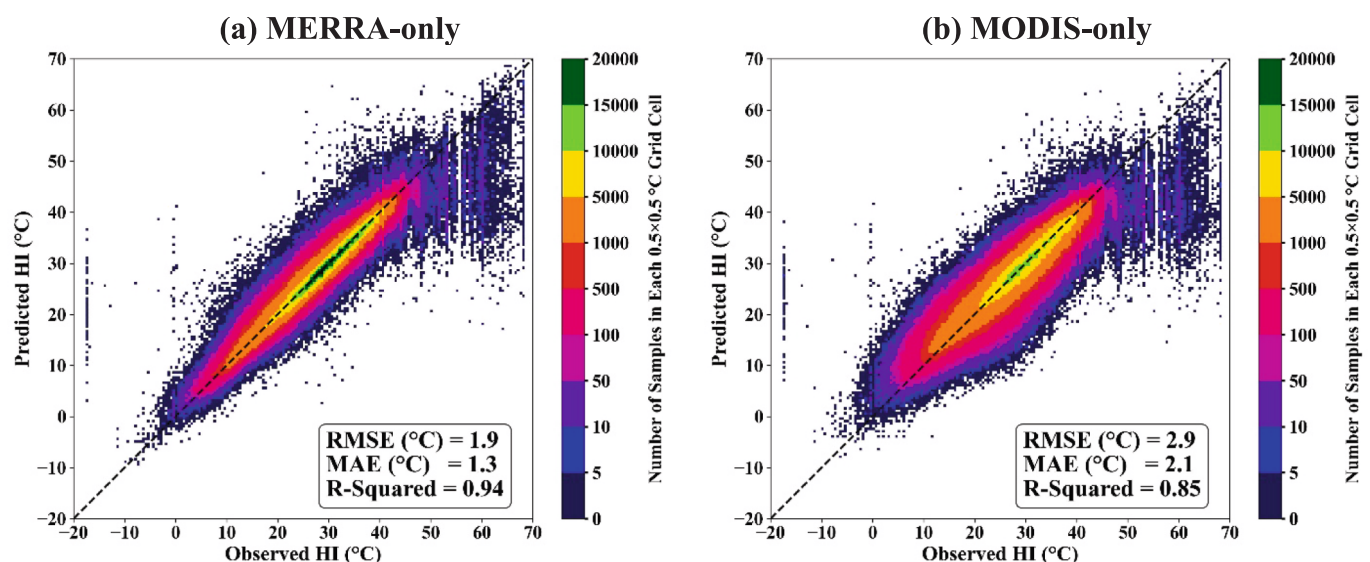 (a) MERRA-only
70
60
50
40
30
20
10
0
−10
−20
Predicted HI (°C)
−20 −10 0 10 20 30 40 50 60 70
Observed HI (°C)
RMSE (°C) = 1.9
MAE (°C) = 1.3
R-Squared = 0.94
20000
15000
10000
5000
1000
500
100
50
10
5
0
Number of Samples in Each 0.5×0.5 °C Grid Cell
(b) MODIS-only
70
60
50
40
30
20
10
0
−10
−20
Predicted HI (°C)
−20 −10 0 10 20 30 40 50 60 70
Observed HI (°C)
RMSE (°C) = 2.9
MAE (°C) = 2.1
R-Squared = 0.85
20000
15000
10000
5000
1000
500
100
50
10
5
0
Number of Samples in Each 0.5×0.5 °C Grid Cell